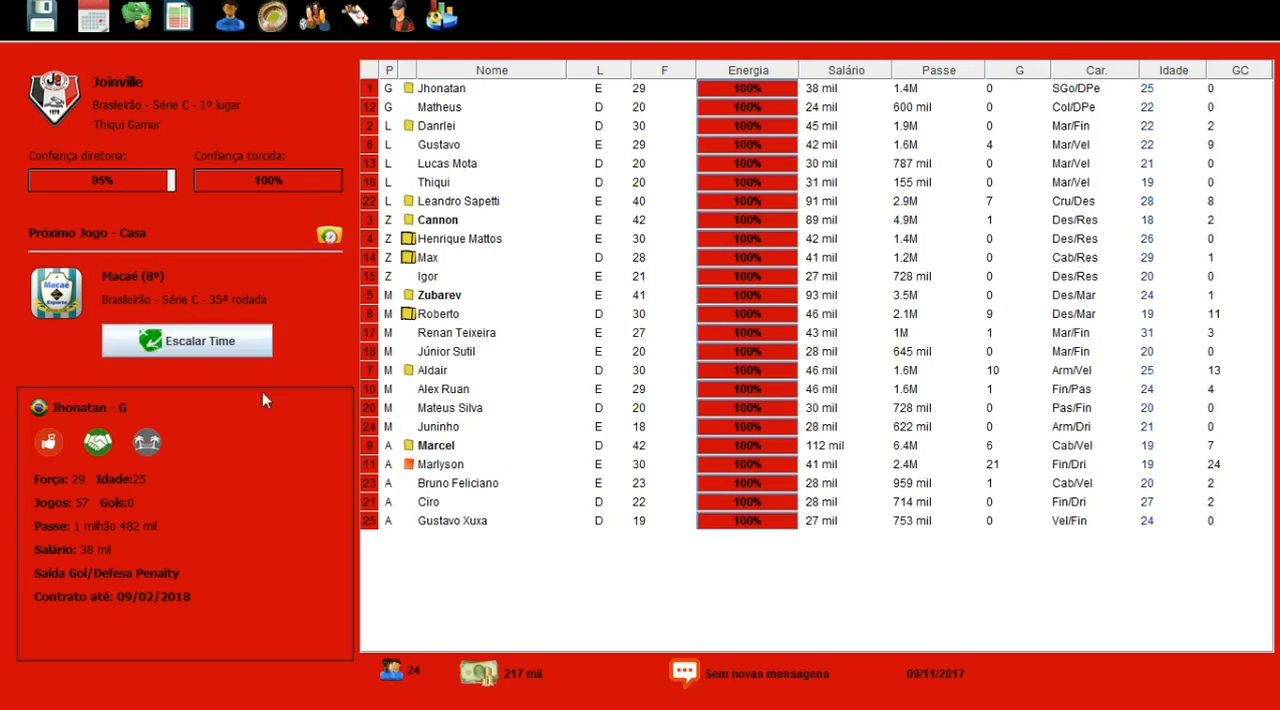 Joinville
Brasileirão - Série C - 1º lugar
Thiqui Gamer
Confiança diretoria: Confiança torcida:
95% 100%
Próximo Jogo - Casa
Macaé (8º)
Brasileirão - Série C - 35ª rodada
Escalar Time
Jhonatan - G
Força: 29 Idade:25
Jogos: 57 Gols:0
Passe: 1 milhão 482 mil
Salário: 38 mil
Saída Gol/Defesa Penalty
Contrato até: 09/02/2018
P Nome L F Energia Salário Passe G Car. Idade GC
1 G Jhonatan E 29 100% 38 mil 1.4M 0 SGo/DPe 25 0
12 G Matheus D 20 100% 24 mil 600 mil 0 Col/DPe 22 0
2 L Danrlei D 30 100% 45 mil 1.9M 0 Mar/Fin 22 2
6 L Gustavo E 29 100% 42 mil 1.6M 4 Mar/Vel 22 9
13 L Lucas Mota D 20 100% 30 mil 787 mil 0 Mar/Vel 21 0
16 L Thiqui D 20 100% 31 mil 155 mil 0 Mar/Vel 19 0
22 L Leandro Sapetti E 40 100% 91 mil 2.9M 7 Cru/Des 28 8
3 Z Cannon E 42 100% 89 mil 4.9M 1 Des/Res 18 2
4 Z Henrique Mattos E 30 100% 42 mil 1.4M 0 Des/Res 26 0
14 Z Max D 28 100% 41 mil 1.2M 0 Cab/Res 29 1
15 Z Igor E 21 100% 27 mil 728 mil 0 Des/Res 20 0
5 M Zubarev E 41 100% 93 mil 3.5M 0 Des/Mar 24 1
8 M Roberto D 30 100% 46 mil 2.1M 9 Des/Mar 19 11
17 M Renan Teixeira E 27 100% 43 mil 1M 1 Mar/Fin 31 3
18 M Júnior Sutil E 20 100% 28 mil 645 mil 0 Mar/Fin 20 0
7 M Aldair D 30 100% 46 mil 1.6M 10 Arm/Vel 25 13
10 M Alex Ruan E 29 100% 46 mil 1.6M 1 Fin/Pas 24 4
20 M Mateus Silva D 20 100% 30 mil 728 mil 0 Pas/Fin 20 0
24 M Juninho E 18 100% 28 mil 622 mil 0 Arm/Dri 21 0
9 A Marcel D 42 100% 112 mil 6.4M 6 Cab/Vel 19 7
11 A Marlyson E 30 100% 41 mil 2.4M 21 Fin/Dri 19 24
23 A Bruno Feliciano E 23 100% 28 mil 959 mil 1 Cab/Vel 20 2
21 A Ciro D 22 100% 28 mil 714 mil 0 Fin/Dri 27 2
25 A Gustavo Xuxa D 19 100% 27 mil 753 mil 0 Vel/Fin 24 0
24 217 mil Sem novas mensagens 09/11/2017